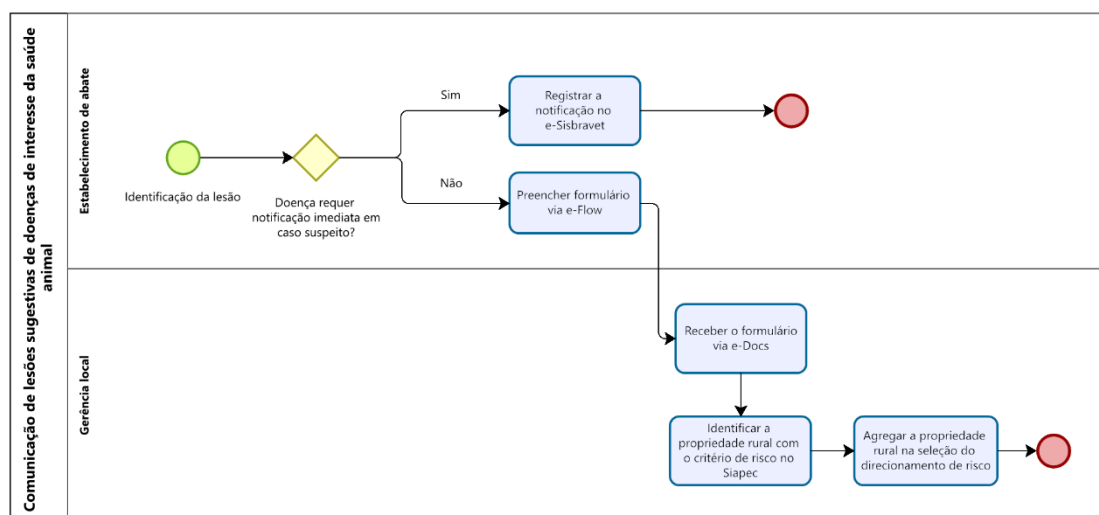 Comunicação de lesões sugestivas de doenças de interesse da saúde
animal
Estabelecimento de abate
Identificação da lesão
Doença requer
notificação imediata em
caso suspeito?
Sim
Registrar a
notificação no
e-Sisbravet
Não
Preencher formulário
via e-Flow
Gerência local
Receber o formulário
via e-Docs
Identificar a
propriedade rural com
o critério de risco no
Siapec
Agregar a propriedade
rural na seleção do
direcionamento de risco